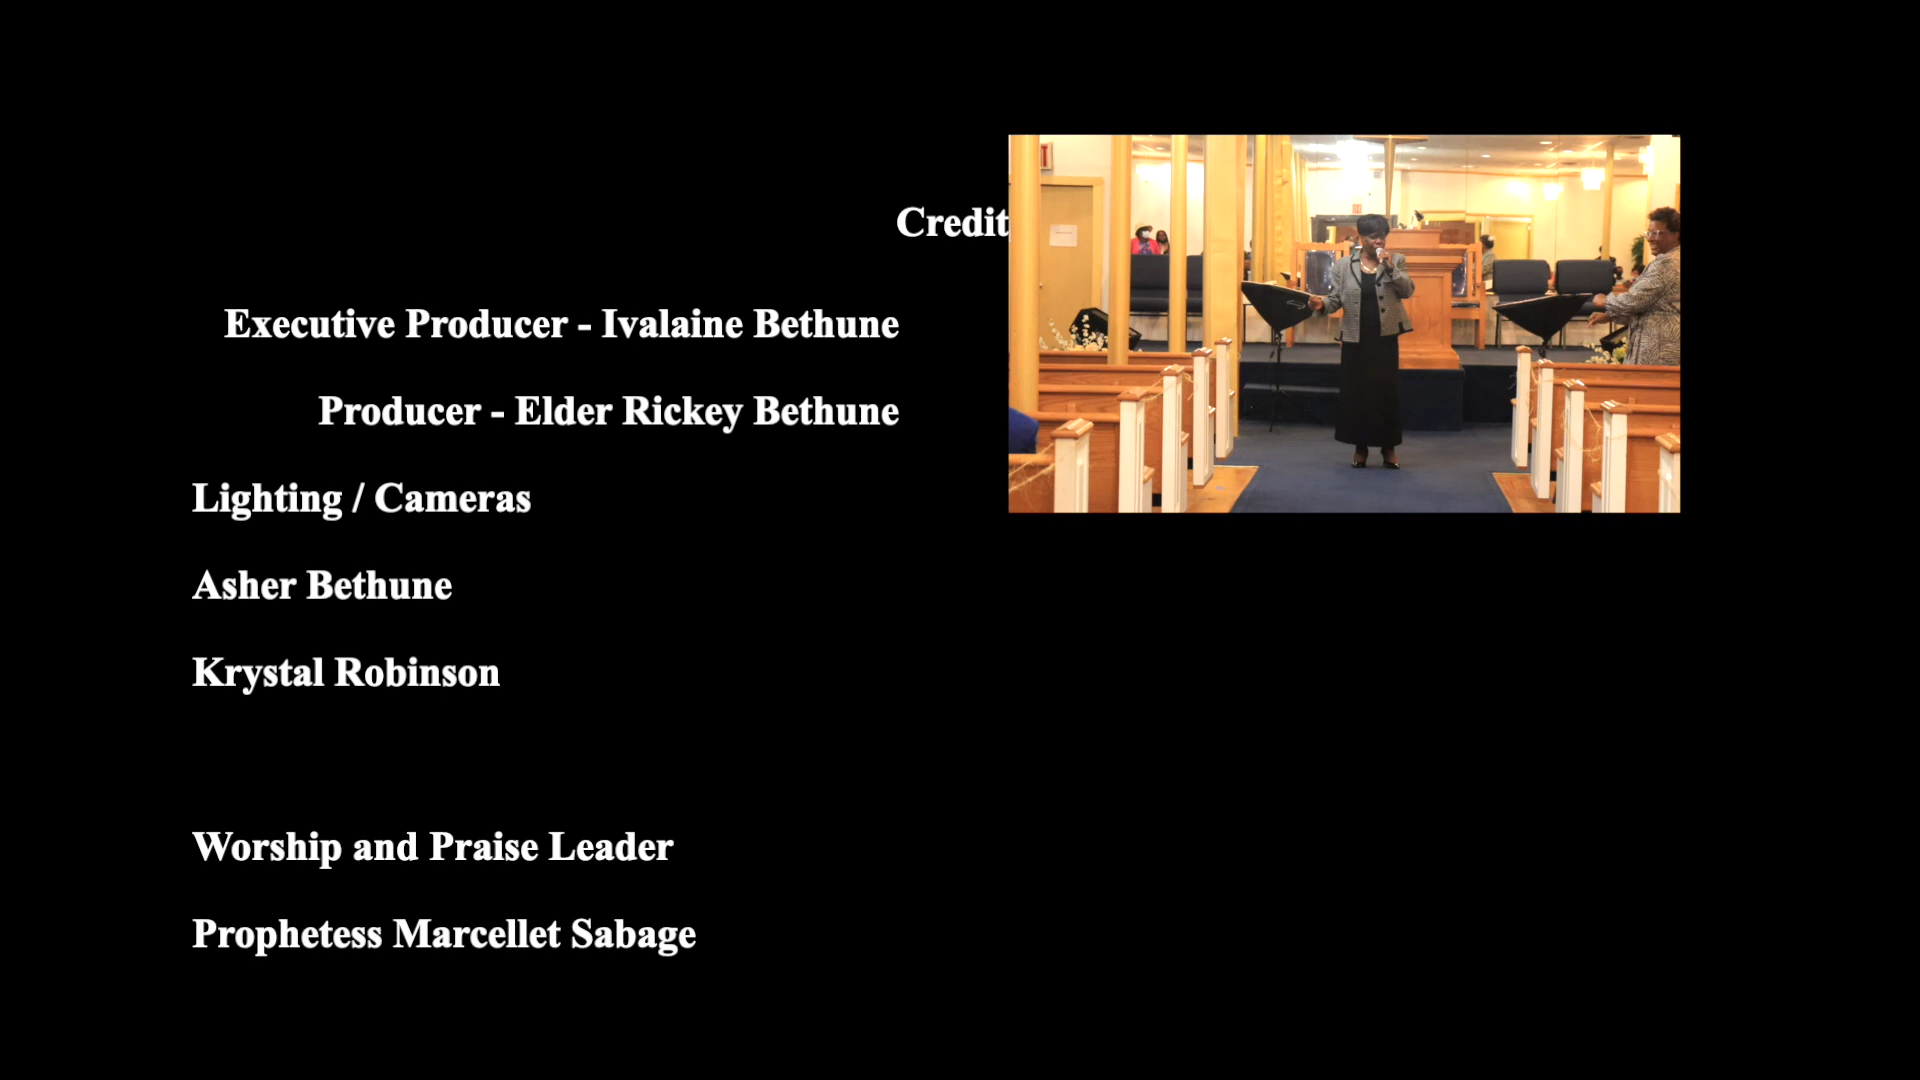 Credit
Executive Producer - Ivalaine Bethune
Producer - Elder Rickey Bethune
Lighting / Cameras
Asher Bethune
Krystal Robinson
Worship and Praise Leader
Prophetess Marcellet Sabage